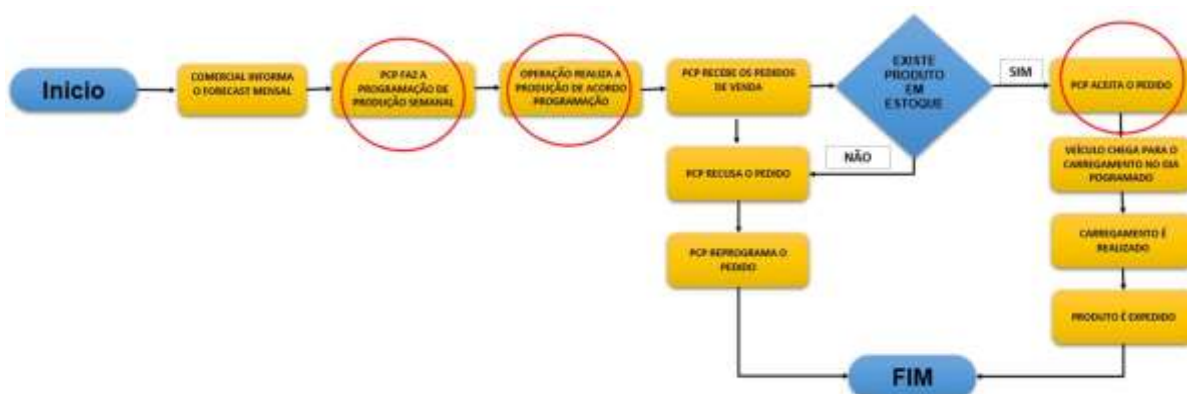 Inicio
COMERCIAL INFORMA
O FORECAST MENSAL
PCP FAZ A
PROGRAMAÇÃO DE
PRODUÇÃO SEMANAL
OPERAÇÃO REALIZA A
PRODUÇÃO DE ACORDO
PROGRAMAÇÃO
PCP RECEBE OS PEDIDOS
DE VENDA
EXISTE
PRODUTO
EM
ESTOQUE
SIM
PCP ACEITA O PEDIDO
NÃO
PCP RECUSA O PEDIDO
VEÍCULO CHEGA PARA O
CARREGAMENTO NO DIA
POGRAMADO
PCP REPROGRAMA O
PEDIDO
CARREGAMENTO É
REALIZADO
PRODUTO É EXPEDIDO
FIM